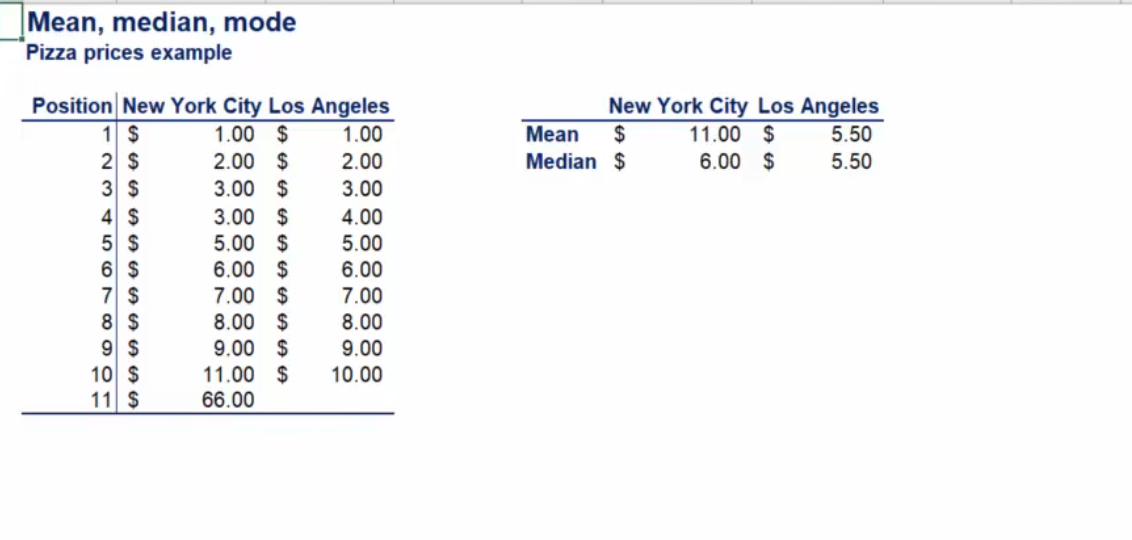 Mean, median, mode
Pizza prices example
Position New York City Los Angeles
1 $ 1.00 $ 1.00
2 $ 2.00 $ 2.00
3 $ 3.00 $ 3.00
4 $ 3.00 $ 4.00
5 $ 5.00 $ 5.00
6 $ 6.00 $ 6.00
7 $ 7.00 $ 7.00
8 $ 8.00 $ 8.00
9 $ 9.00 $ 9.00
10 $ 11.00 $ 10.00
11 $ 66.00
New York City Los Angeles
Mean $ 11.00 $ 5.50
Median $ 6.00 $ 5.50